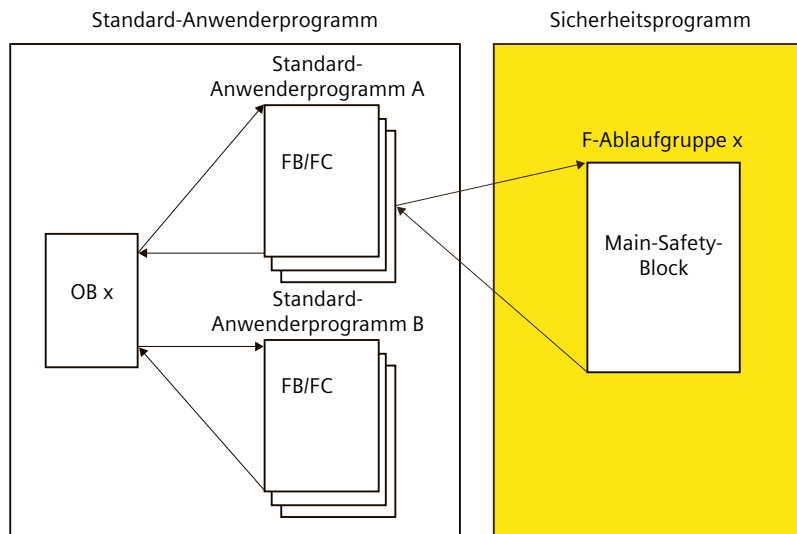 Standard-Anwenderprogramm
Sicherheitsprogramm
Standard-
Anwenderprogramm A
FB/FC
F-Ablaufgruppe x
Main-Safety-
Block
OB x
Standard-
Anwenderprogramm B
FB/FC